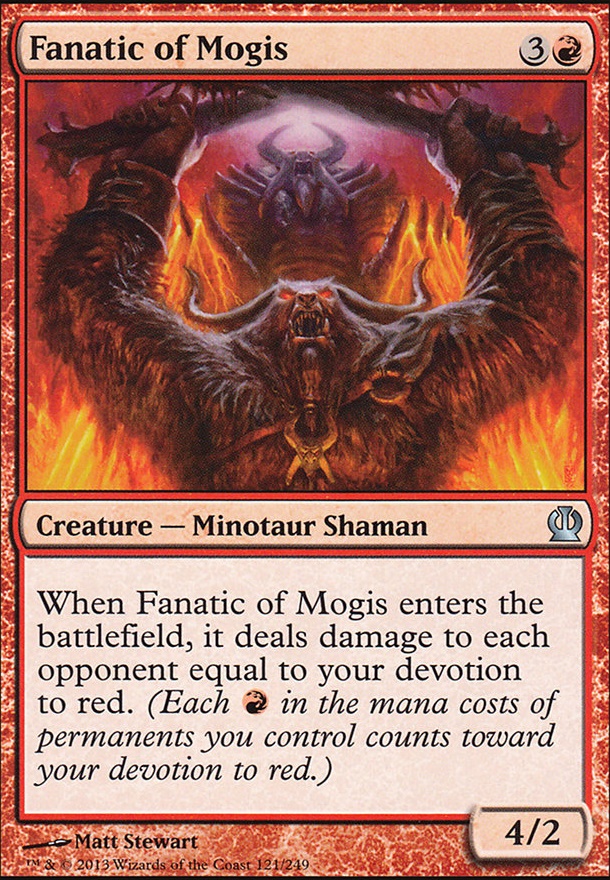 Fanatic of Mogis 3
Creature — Minotaur Shaman
When Fanatic of Mogis enters the
battlefield, it deals damage to each
opponent equal to your devotion
to red. (Each in the mana costs of
permanents you control counts toward
your devotion to red.)
4/2
Matt Stewart
™ & © 2013 Wizards of the Coast 121/249